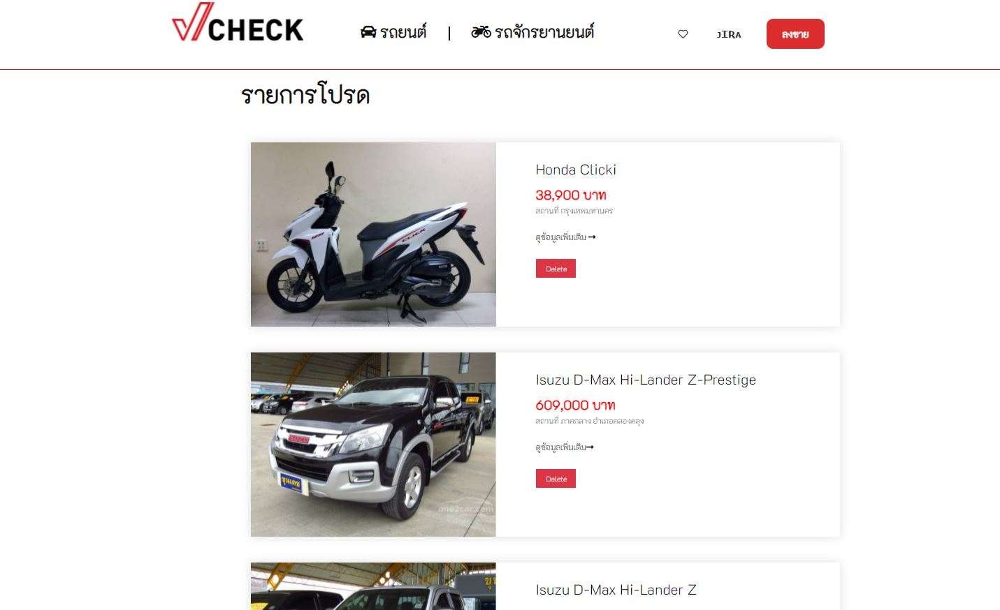 CHECK
รถยนต์ | รถจักรยานยนต์
JIRA
ลงขาย
รายการโปรด
Honda Clicki
38,900 บาท
สถานที่ กรุงเทพมหานคร
ดูข้อมูลเพิ่มเติม →
Delete
CLICK
Isuzu D-Max Hi-Lander Z-Prestige
609,000 บาท
สถานที่ ภาคกลาง อำเภอคลองคลุง
ดูข้อมูลเพิ่มเติม→
Delete
ISUZU
ขุนเดช
one2car.com
Isuzu D-Max Hi-Lander Z